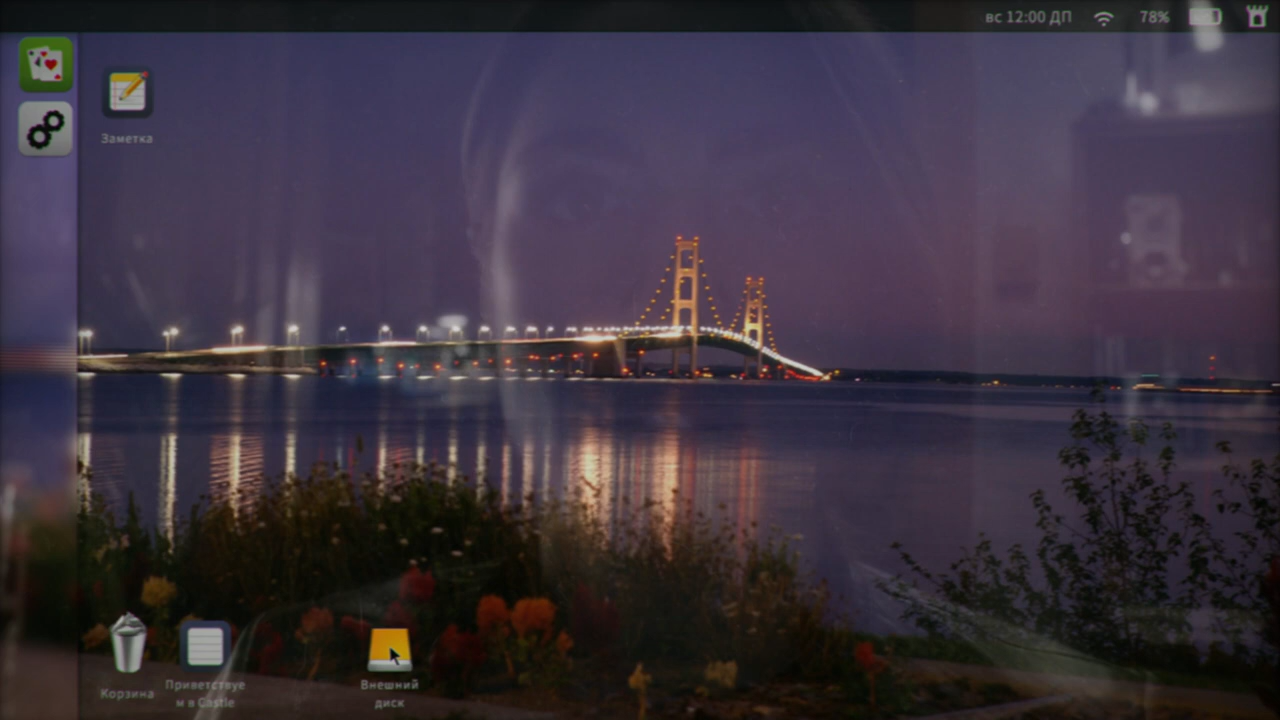 вс 12:00 ДП
78%
Заметка
Корзина
Приветствуе
м в Castle
Внешний
диск